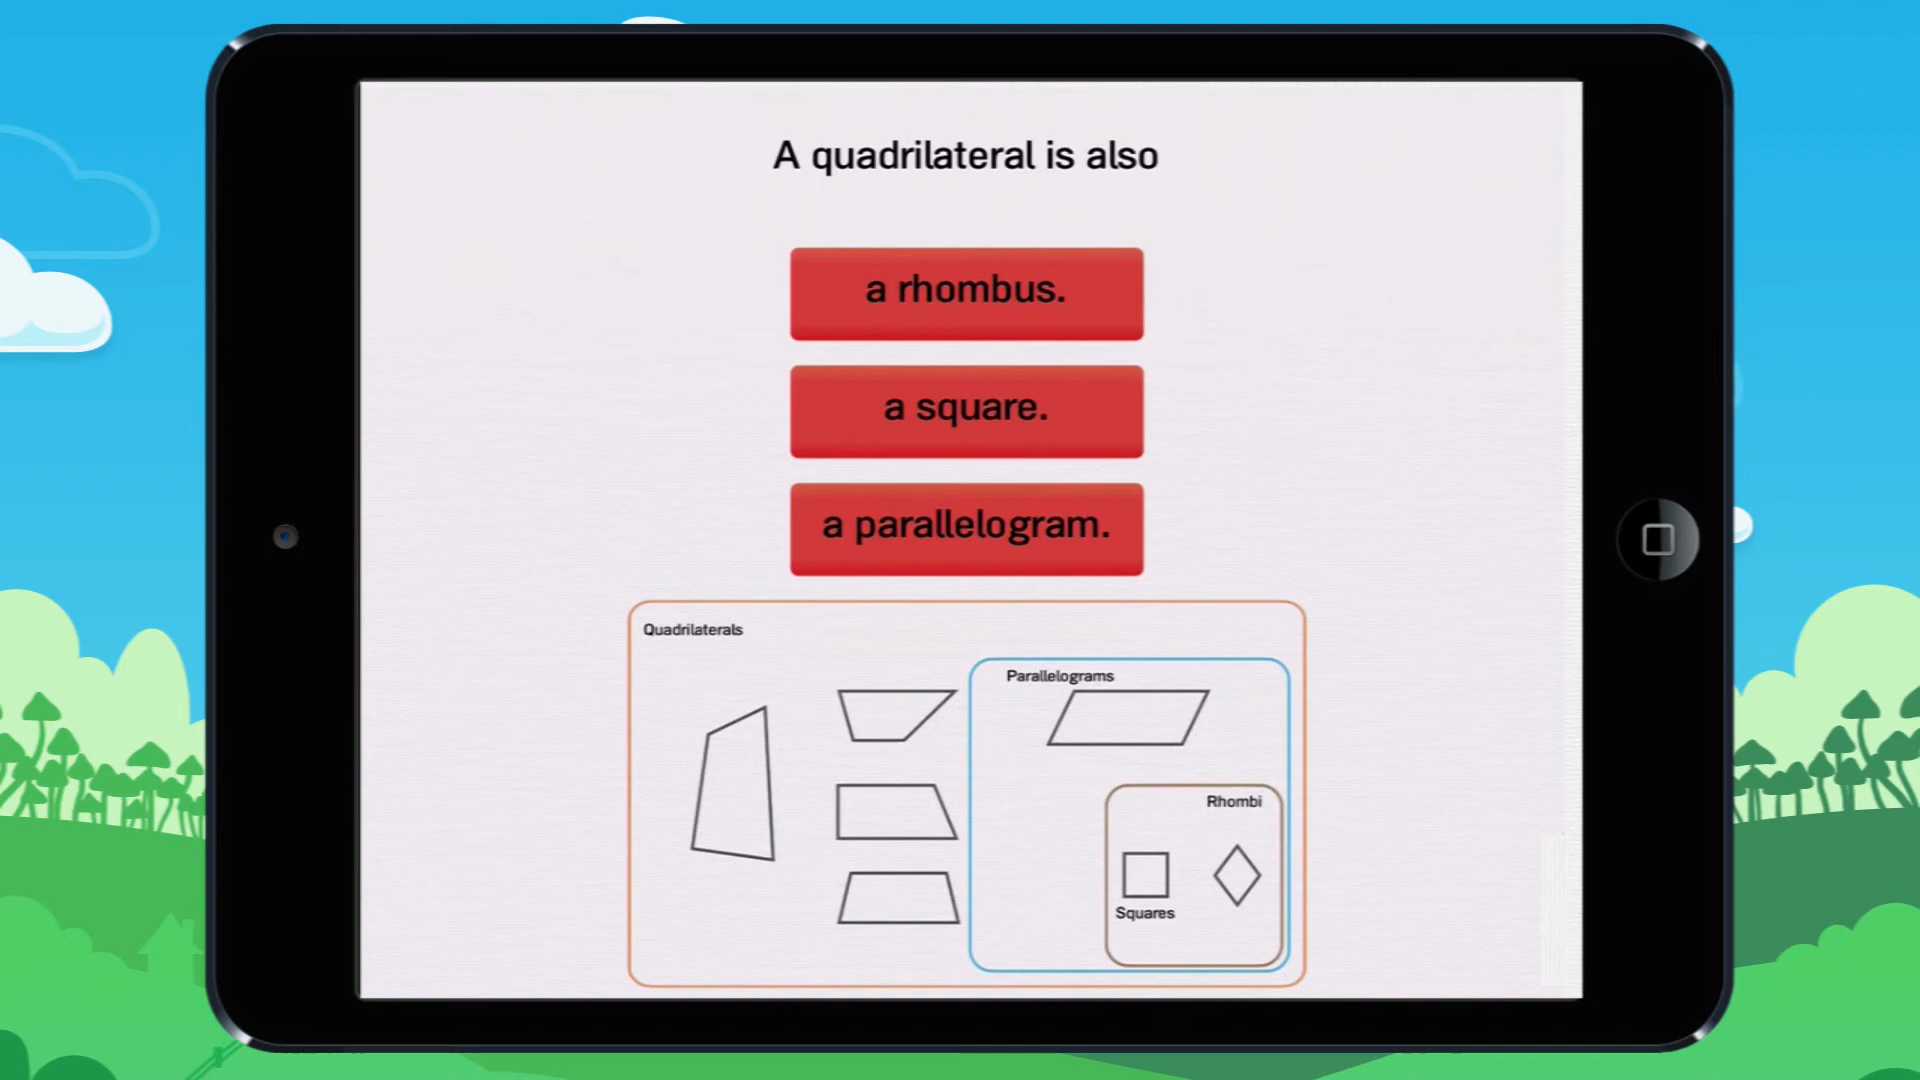 A quadrilateral is also
a rhombus.
a square.
a parallelogram.
Quadrilaterals
Parallelograms
Rhombi
Squares